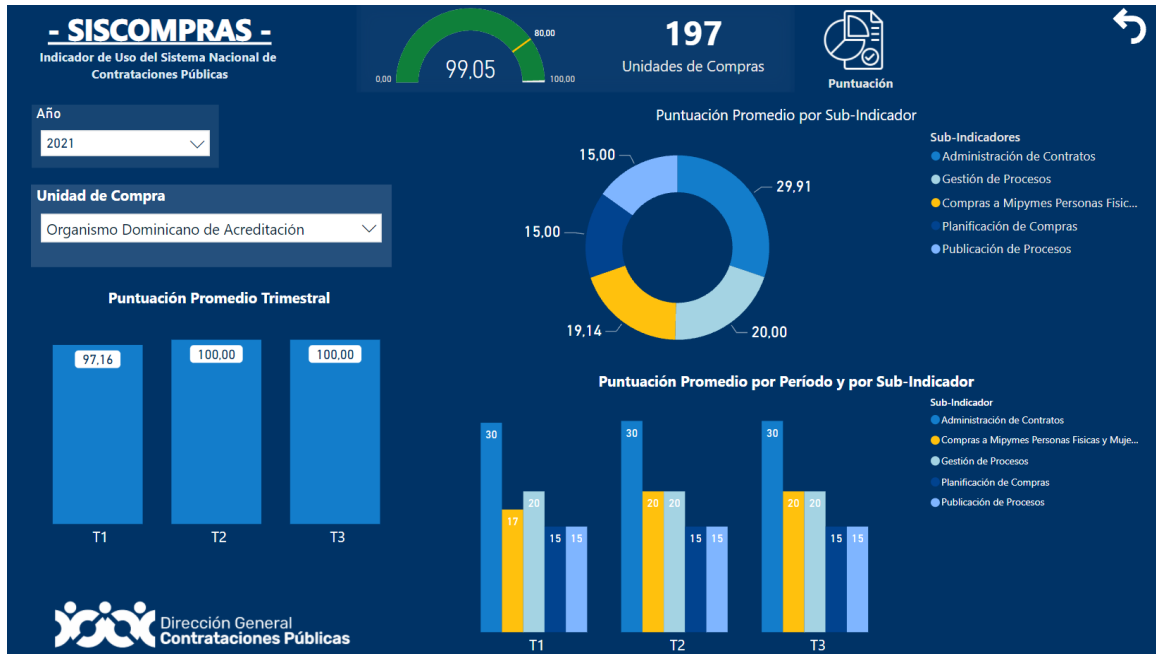 - SISCOMPRAS -
Indicador de Uso del Sistema Nacional de
Contrataciones Públicas
80,00
99,05
0,00
100,00
197
Unidades de Compras
Puntuación
Año
2021
Unidad de Compra
Organismo Dominicano de Acreditación
Puntuación Promedio Trimestral
97,16
100,00
100,00
T1
T2
T3
Puntuación Promedio por Sub-Indicador
15,00
29,91
15,00
19,14
20,00
Sub-Indicadores
Administración de Contratos
Gestión de Procesos
Compras a Mipymes Personas Fisic...
Planificación de Compras
Publicación de Procesos
Puntuación Promedio por Período y por Sub-Indicador
30
17
20
15
15
30
20
20
15
15
30
20
20
15
15
T1
T2
T3
Sub-Indicador
Administración de Contratos
Compras a Mipymes Personas Fisicas y Muje...
Gestión de Procesos
Planificación de Compras
Publicación de Procesos
Dirección General
Contrataciones Públicas